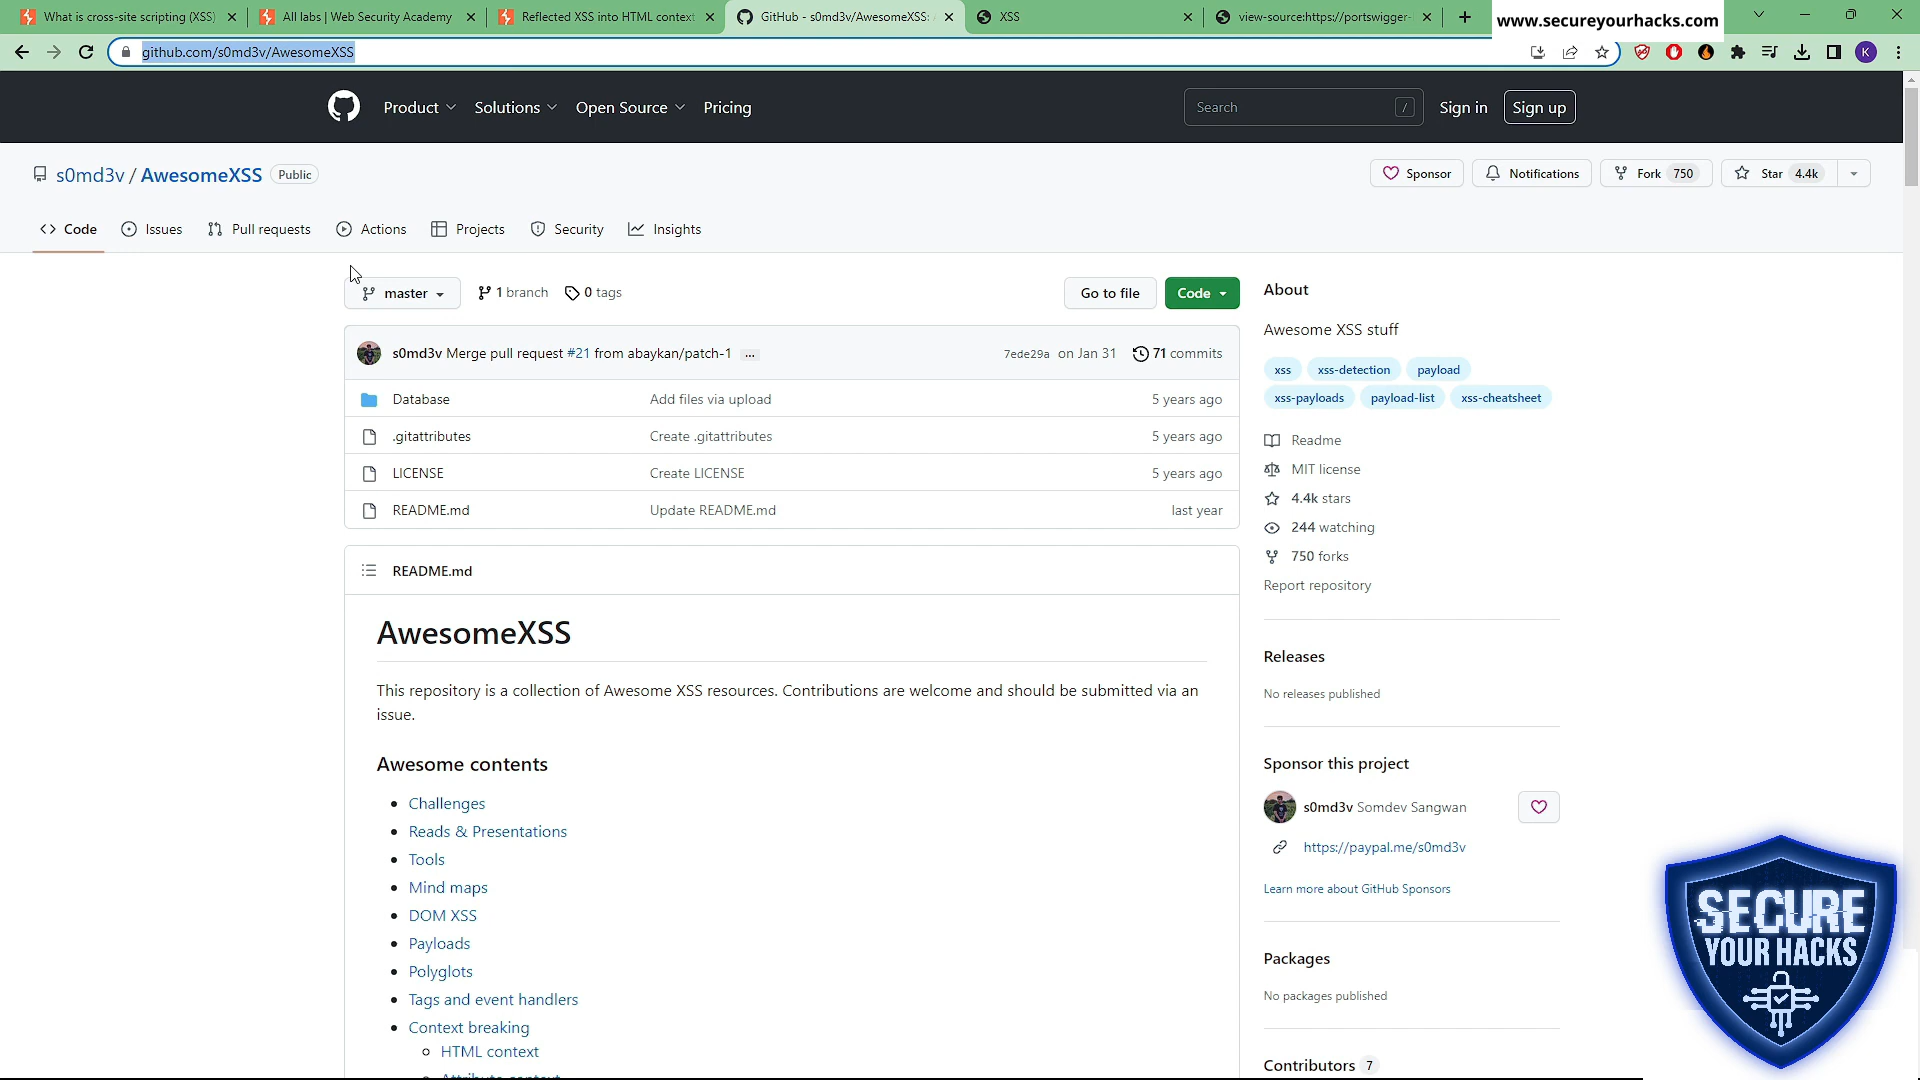 What is cross-site scripting (XSS)
All labs | Web Security Academy
Reflected XSS into HTML context
GitHub - s0md3v/AwesomeXSS:
XSS
view-source:https://portswigger-
www.secureyourhacks.com
github.com/s0md3v/AwesomeXSS
K
Product
Solutions
Open Source
Pricing
Search
/
Sign in
Sign up
s0md3v / AwesomeXSS
Public
Sponsor
Notifications
Fork 750
Star 4.4k
Code
Issues
Pull requests
Actions
Projects
Security
Insights
master
1 branch
0 tags
Go to file
Code
s0md3v Merge pull request #21 from abaykan/patch-1 ...
7ede29a on Jan 31
71 commits
Database
Add files via upload
5 years ago
.gitattributes
Create .gitattributes
5 years ago
LICENSE
Create LICENSE
5 years ago
README.md
Update README.md
last year
README.md
AwesomeXSS
This repository is a collection of Awesome XSS resources. Contributions are welcome and should be submitted via an
issue.
Awesome contents
Challenges
Reads & Presentations
Tools
Mind maps
DOM XSS
Payloads
Polyglots
Tags and event handlers
Context breaking
HTML context
Attribute context
About
Awesome XSS stuff
xss
xss-detection
payload
xss-payloads
payload-list
xss-cheatsheet
Readme
MIT license
4.4k stars
244 watching
750 forks
Report repository
Releases
No releases published
Sponsor this project
s0md3v Somdev Sangwan
https://paypal.me/s0md3v
Learn more about GitHub Sponsors
Packages
No packages published
Contributors 7
SECURE
YOUR HACKS